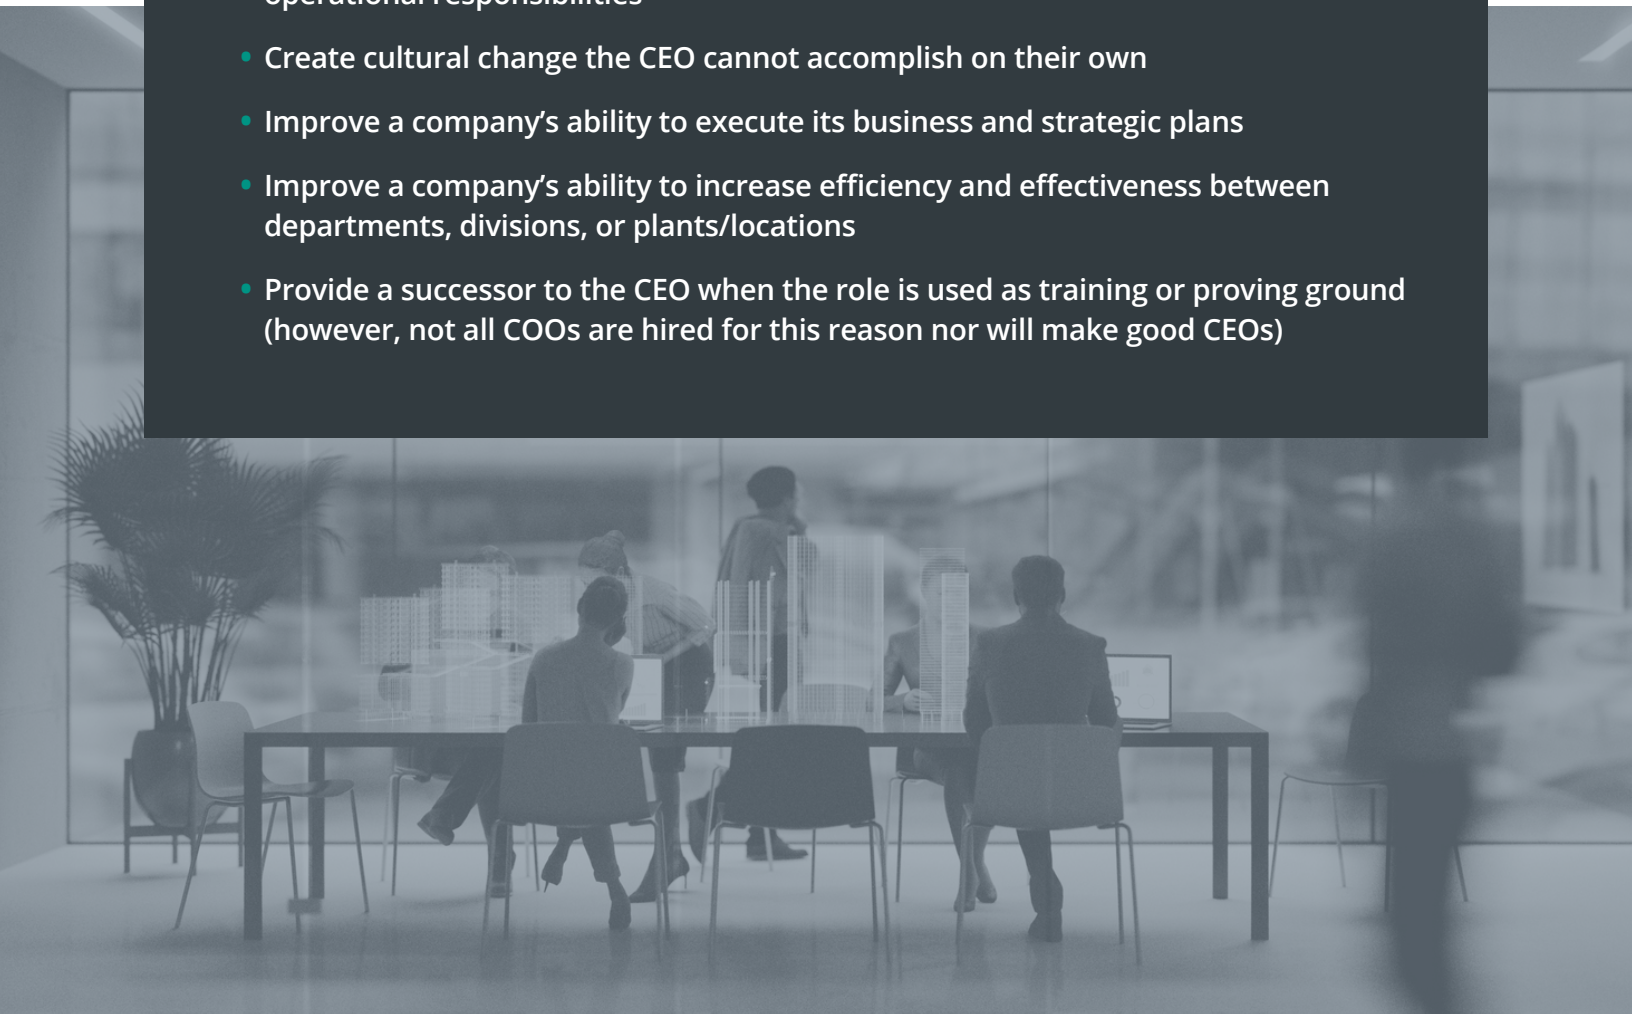 operational responsibilities
• Create cultural change the CEO cannot accomplish on their own
• Improve a company’s ability to execute its business and strategic plans
• Improve a company’s ability to increase efficiency and effectiveness between
departments, divisions, or plants/locations
• Provide a successor to the CEO when the role is used as training or proving ground
(however, not all COOs are hired for this reason nor will make good CEOs)